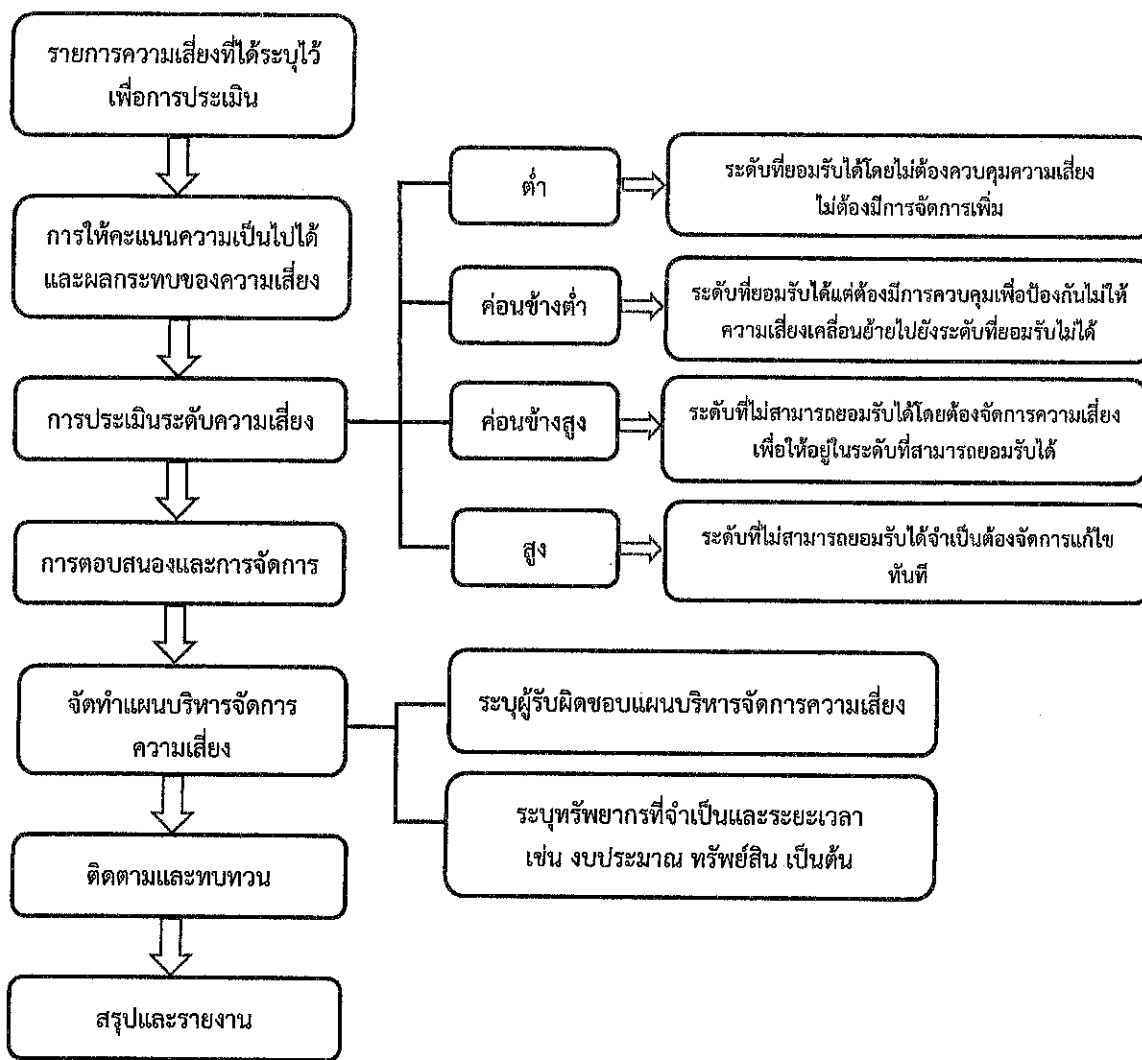 รายการความเสี่ยงที่ได้ระบุไว้
เพื่อการประเมิน
การให้คะแนนความเป็นไปได้
และผลกระทบของความเสี่ยง
การประเมินระดับความเสี่ยง
ต่ำ
ระดับที่ยอมรับได้โดยไม่ต้องควบคุมความเสี่ยง
ไม่ต้องมีการจัดการเพิ่ม
ค่อนข้างต่ำ
ระดับที่ยอมรับได้แต่ต้องมีการควบคุมเพื่อป้องกันไม่ให้
ความเสี่ยงเคลื่อนย้ายไปยังระดับที่ยอมรับไม่ได้
ค่อนข้างสูง
ระดับที่ไม่สามารถยอมรับได้โดยต้องจัดการความเสี่ยง
เพื่อให้อยู่ในระดับที่สามารถยอมรับได้
สูง
ระดับที่ไม่สามารถยอมรับได้จำเป็นต้องจัดการแก้ไข
ทันที
การตอบสนองและการจัดการ
จัดทำแผนบริหารจัดการ
ความเสี่ยง
ระบุผู้รับผิดชอบแผนบริหารจัดการความเสี่ยง
ระบุทรัพยากรที่จำเป็นและระยะเวลา
เช่น งบประมาณ ทรัพย์สิน เป็นต้น
ติดตามและทบทวน
สรุปและรายงาน